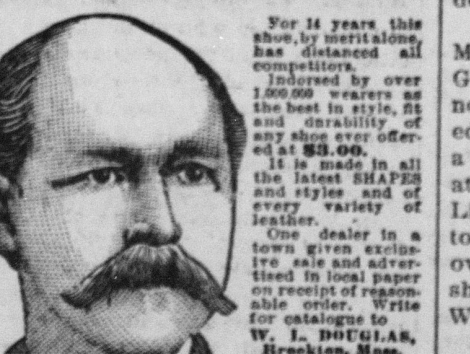 For 14 years this
shoe, by merit alone,
has distanced all
competitors.
Indorsed by over
1,000,000 wearers as
the best in style, fit
and durability of
any shoe ever offer-
ed at $3.00.
It is made in all
the latest SHAPES
and styles and of
every variety of
leather.
One dealer in a
town given exclus-
ive sale and adver-
tised in local paper
on receipt of reason-
able order. Write
for catalogue to
W. L. DOUGLAS,
Brockton,